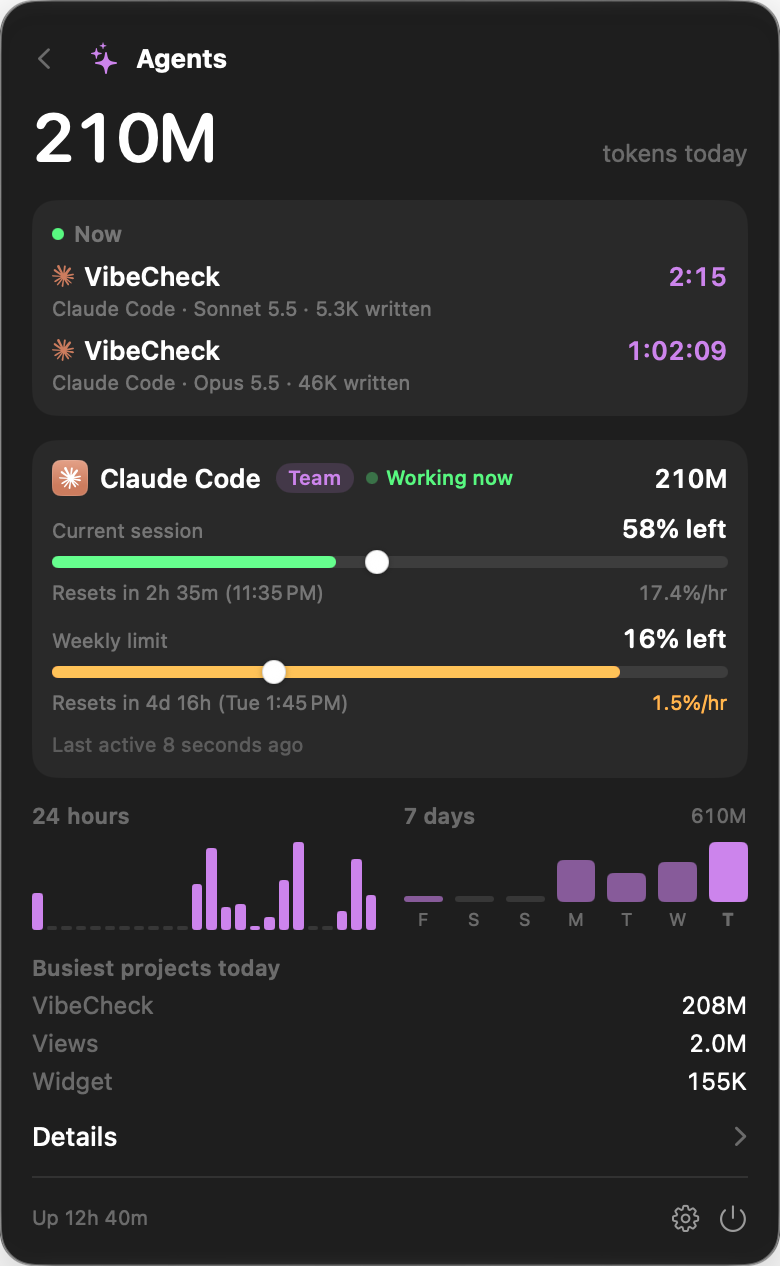 Agents
210M
tokens today
Now
VibeCheck 2:15
Claude Code · Sonnet 5.5 · 5.3K written
VibeCheck 1:02:09
Claude Code · Opus 5.5 · 46K written
Claude Code Team Working now 210M
Current session 58% left
Resets in 2h 35m (11:35 PM) 17.4%/hr
Weekly limit 16% left
Resets in 4d 16h (Tue 1:45 PM) 1.5%/hr
Last active 8 seconds ago
24 hours
7 days 610M
F S S M T W T
Busiest projects today
VibeCheck 208M
Views 2.0M
Widget 155K
Details
Up 12h 40m